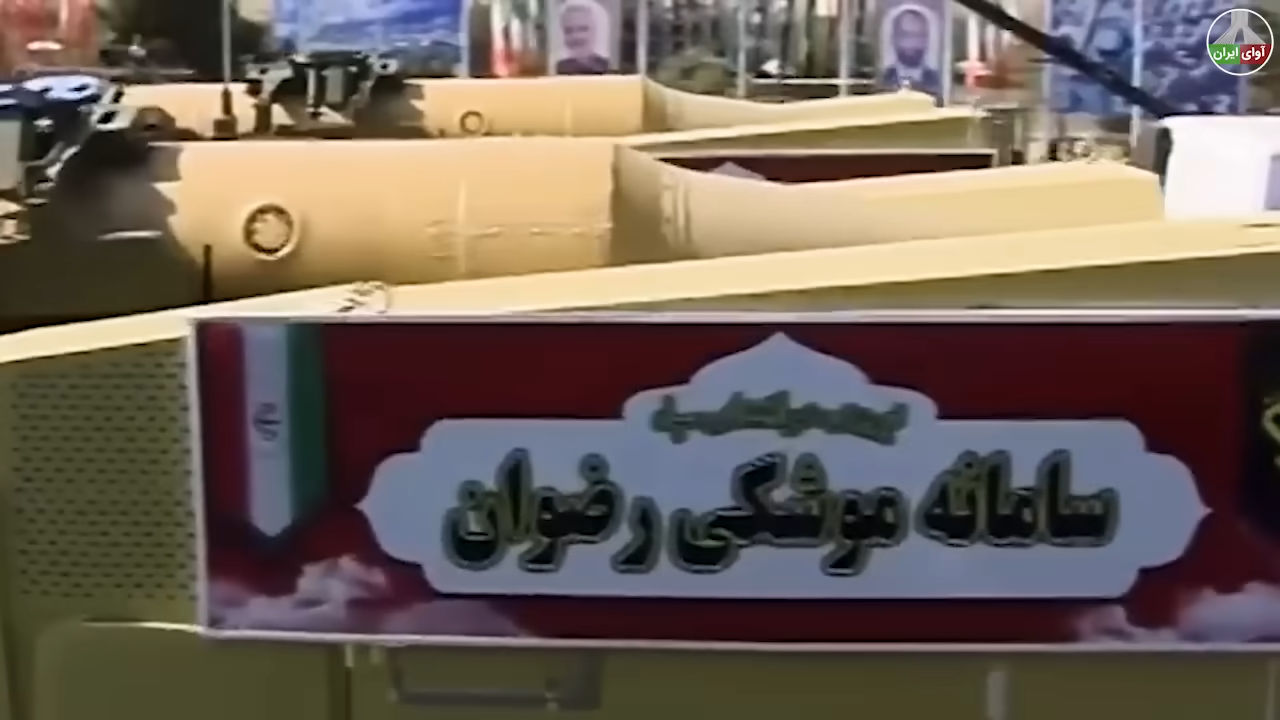 آوای ایران
سامانه موشکی رضوان